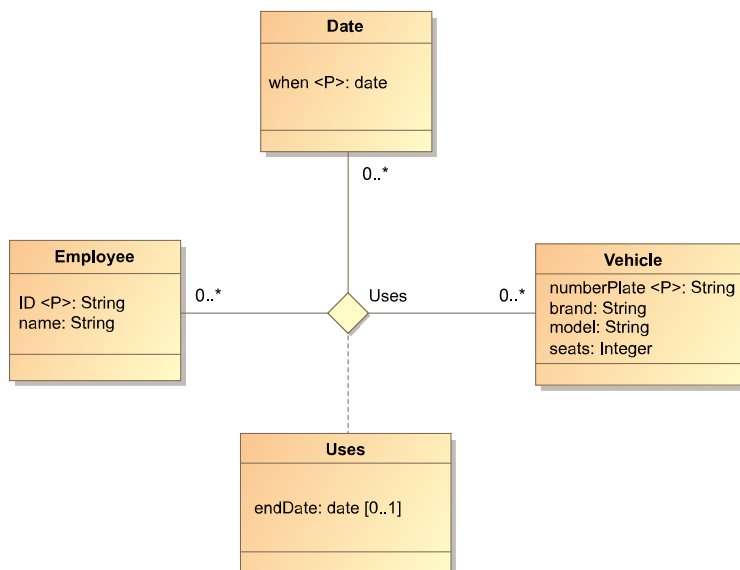 Date
when <P>: date
0..*
Employee
ID <P>: String
name: String
0..*
Uses
0..*
Vehicle
numberPlate <P>: String
brand: String
model: String
seats: Integer
Uses
endDate: date [0..1]